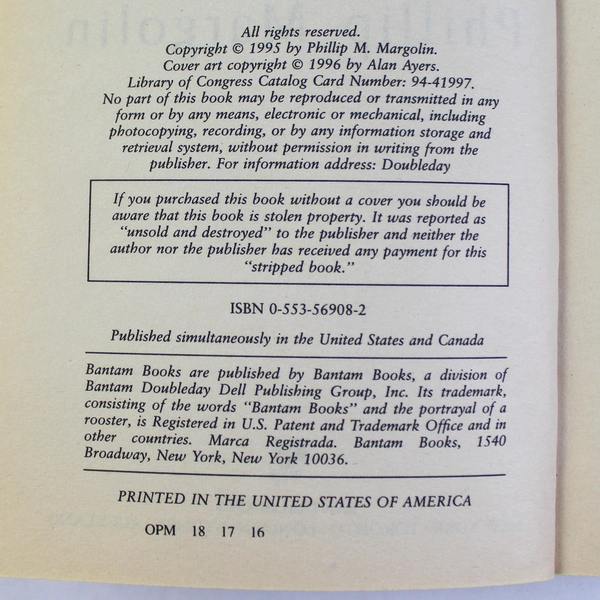 All rights reserved.
Copyright © 1995 by Phillip M. Margolin.
Cover art copyright © 1996 by Alan Ayers.
Library of Congress Catalog Card Number: 94-41997.
No part of this book may be reproduced or transmitted in any
form or by any means, electronic or mechanical, including
photocopying, recording, or by any information storage and
retrieval system, without permission in writing from the
publisher. For information address: Doubleday
If you purchased this book without a cover you should be
aware that this book is stolen property. It was reported as
“unsold and destroyed” to the publisher and neither the
author nor the publisher has received any payment for this
“stripped book.”
ISBN 0-553-56908-2
Published simultaneously in the United States and Canada
Bantam Books are published by Bantam Books, a division of
Bantam Doubleday Dell Publishing Group, Inc. Its trademark,
consisting of the words “Bantam Books” and the portrayal of a
rooster, is Registered in U.S. Patent and Trademark Office and in
other countries. Marca Registrada. Bantam Books, 1540
Broadway, New York, New York 10036.
PRINTED IN THE UNITED STATES OF AMERICA
OPM 18 17 16